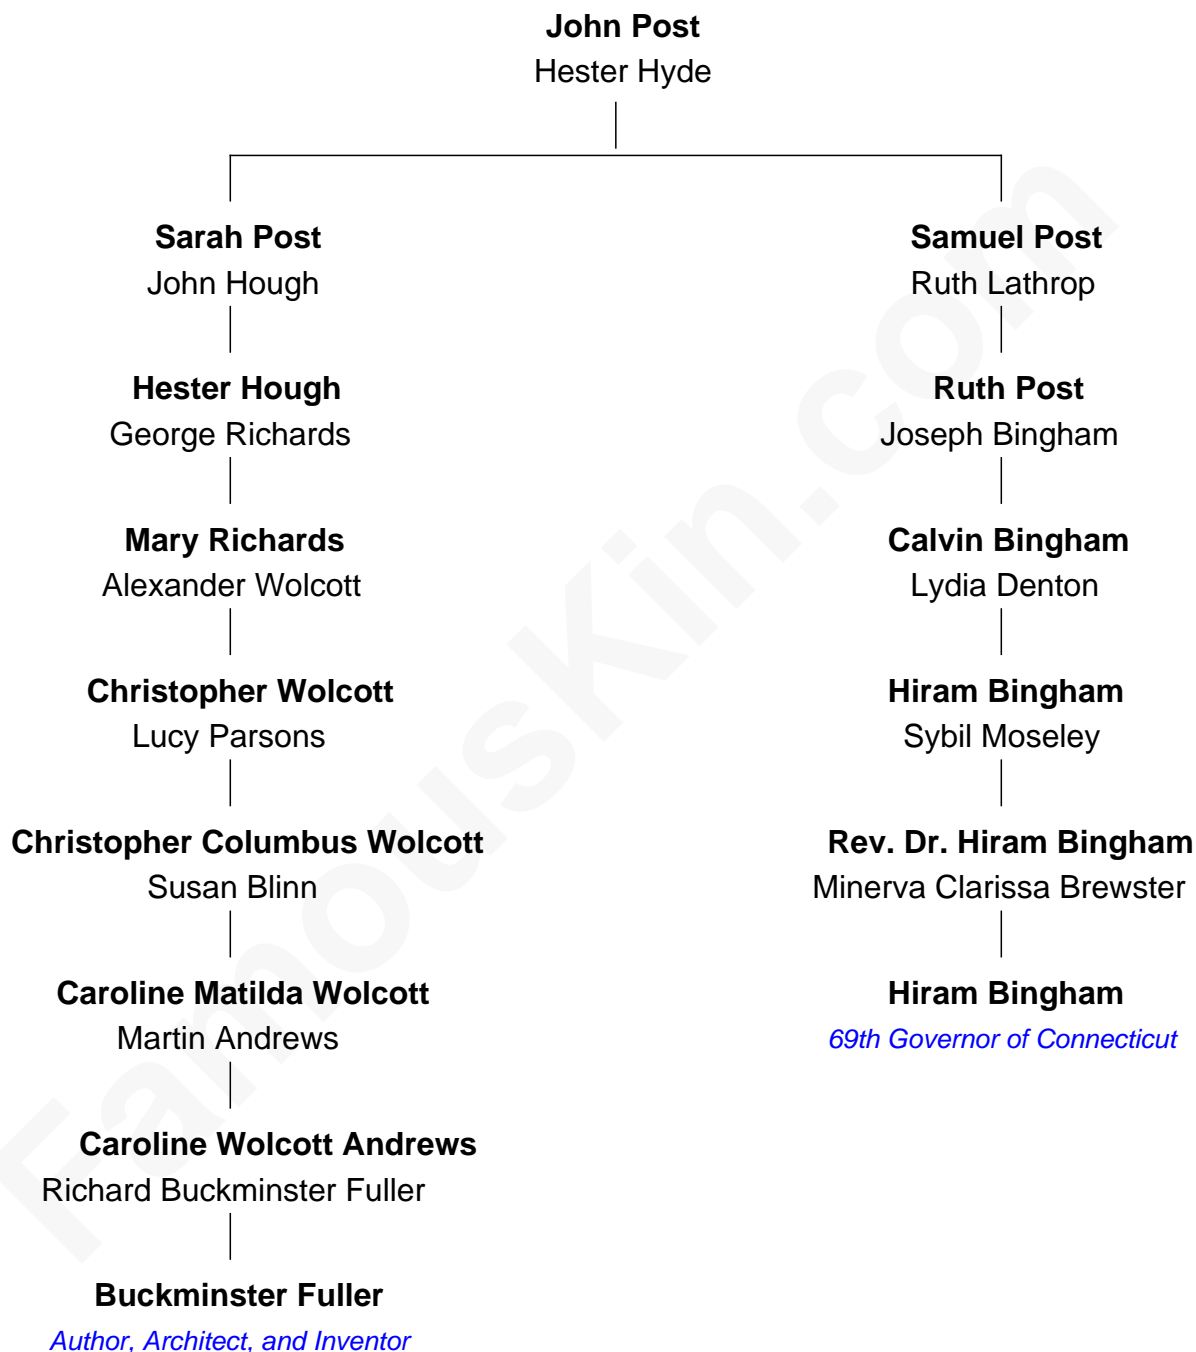 John Post
Hester Hyde
Sarah Post
John Hough
Hester Hough
George Richards
Mary Richards
Alexander Wolcott
Christopher Wolcott
Lucy Parsons
Christopher Columbus Wolcott
Susan Blinn
Caroline Matilda Wolcott
Martin Andrews
Caroline Wolcott Andrews
Richard Buckminster Fuller
Buckminster Fuller
Author, Architect, and Inventor
Samuel Post
Ruth Lathrop
Ruth Post
Joseph Bingham
Calvin Bingham
Lydia Denton
Hiram Bingham
Sybil Moseley
Rev. Dr. Hiram Bingham
Minerva Clarissa Brewster
Hiram Bingham
69th Governor of Connecticut
FamousKin.com